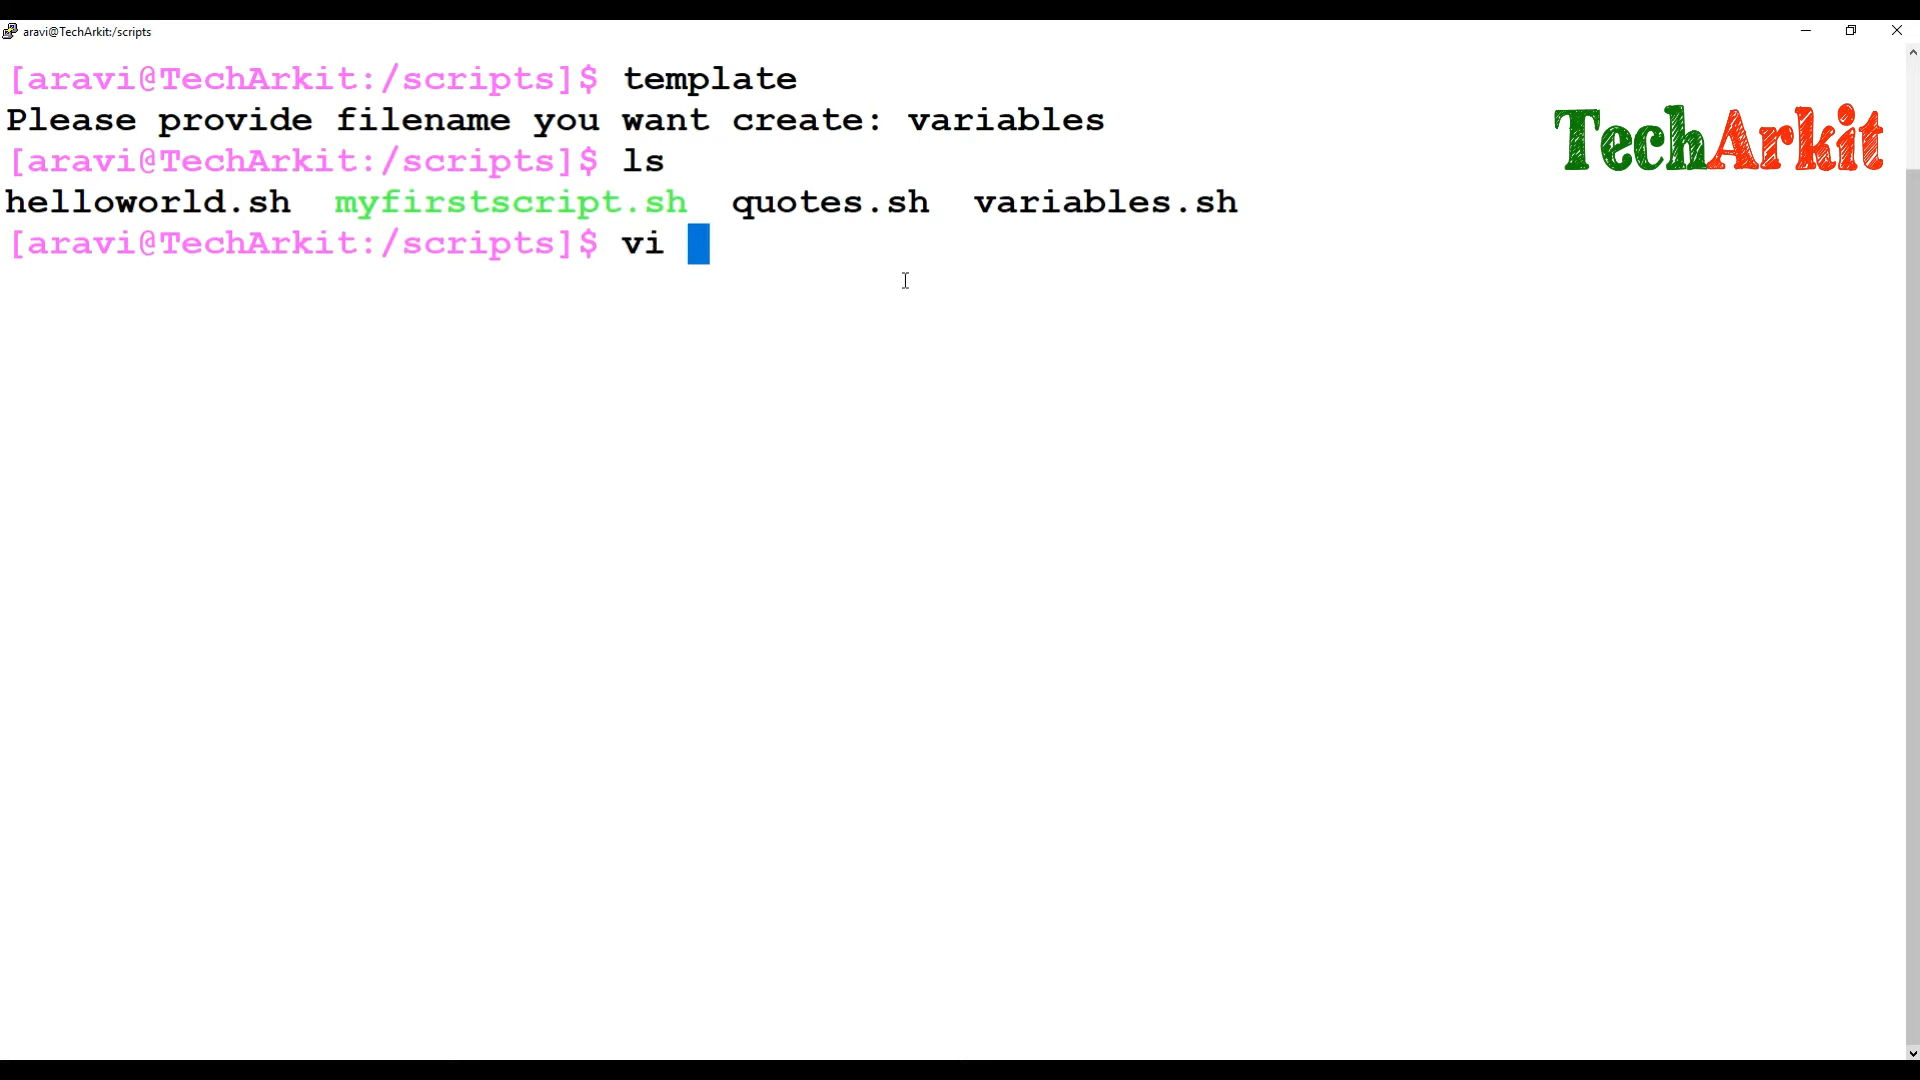 aravi@TechArkit:/scripts
[aravi@TechArkit:/scripts]$ template
Please provide filename you want create: variables
TechArkit
[aravi@TechArkit:/scripts]$ ls
helloworld.sh myfirstscript.sh quotes.sh variables.sh
[aravi@TechArkit:/scripts]$ vi